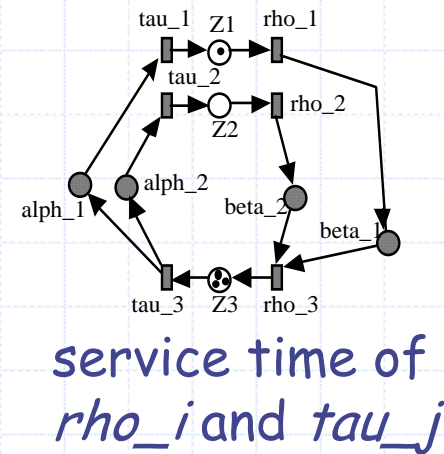 tau_1 Z1 rho_1
tau_2
rho_2
Z2
alph_2
alph_1
beta_2
beta_1
tau_3 Z3 rho_3
service time of
rho_i and tau_j